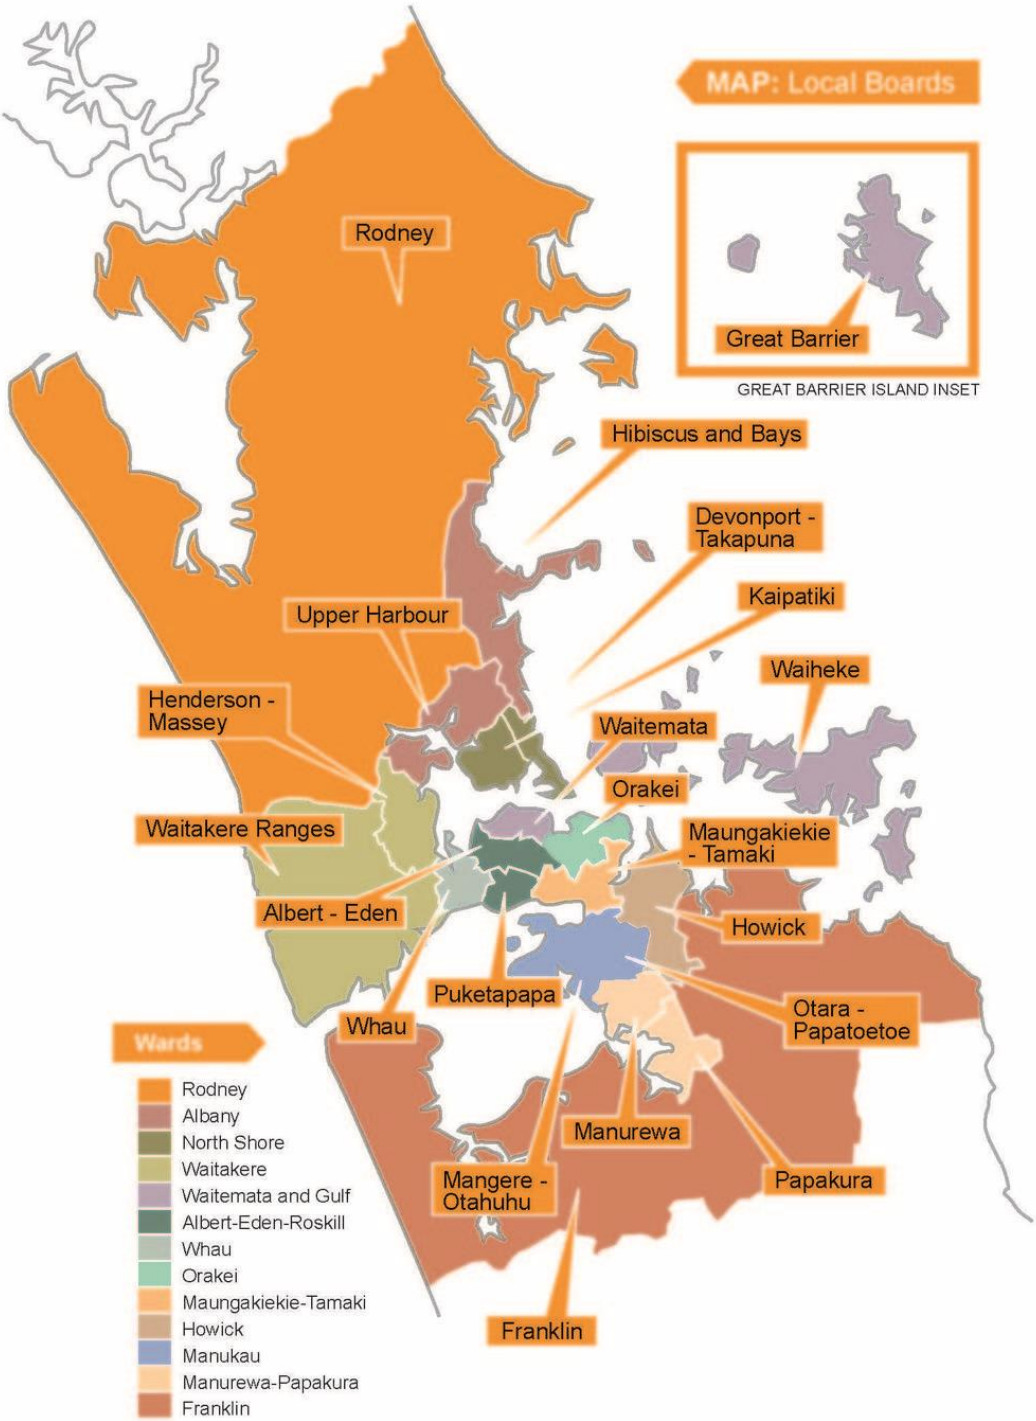 MAP: Local Boards
Rodney
Great Barrier
GREAT BARRIER ISLAND INSET
Hibiscus and Bays
Devonport -
Takapuna
Kaipatiki
Upper Harbour
Waiheke
Henderson -
Massey
Waitemata
Orakei
Waitakere Ranges
Maungakiekie
- Tamaki
Albert - Eden
Howick
Puketapapa
Otara -
Papatoetoe
Whau
Manurewa
Mangere -
Otahuhu
Papakura
Franklin
Wards
Rodney
Albany
North Shore
Waitakere
Waitemata and Gulf
Albert-Eden-Roskill
Whau
Orakei
Maungakiekie-Tamaki
Howick
Manukau
Manurewa-Papakura
Franklin